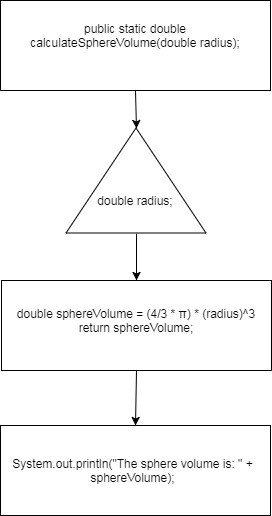 public static double
calculateSphereVolume(double radius);
double radius;
double sphereVolume = (4/3 * π) * (radius)^3
return sphereVolume;
System.out.println("The sphere volume is: " +
sphereVolume);